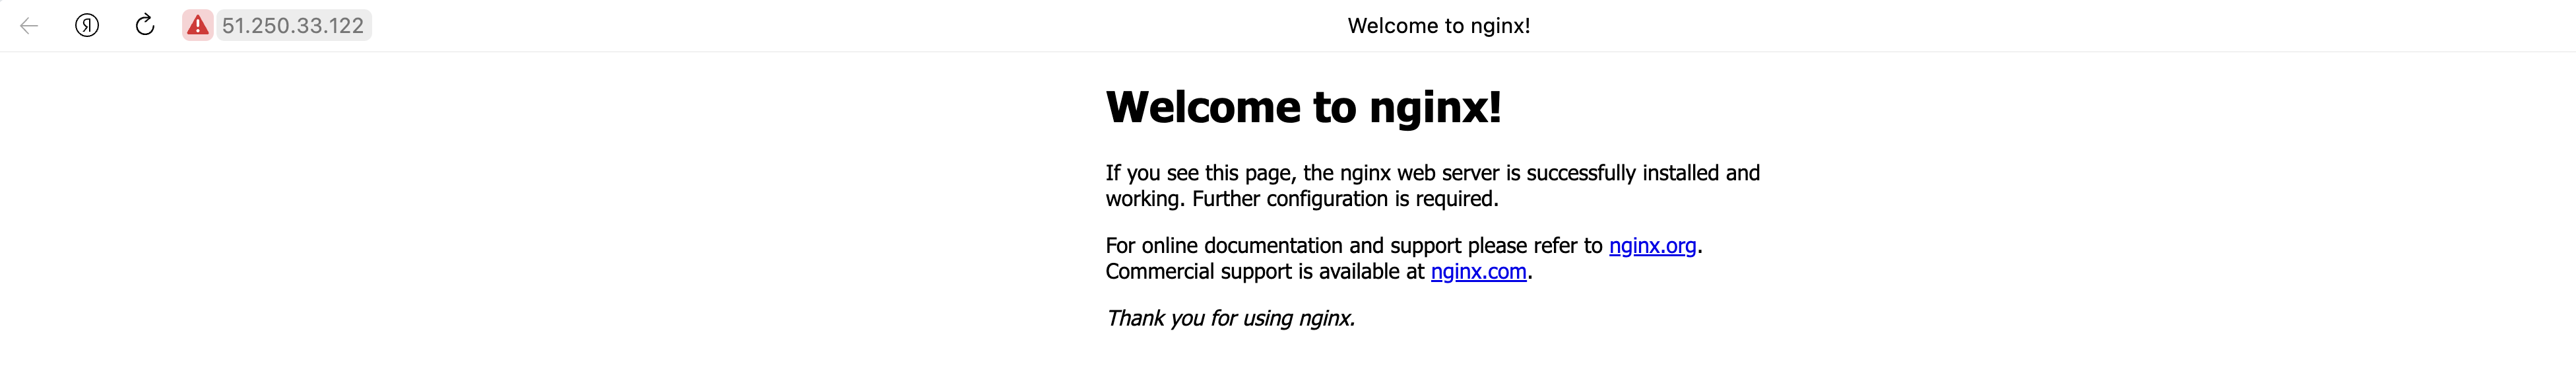 Я 51.250.33.122 Welcome to nginx!
Welcome to nginx!
If you see this page, the nginx web server is successfully installed and
working. Further configuration is required.
For online documentation and support please refer to nginx.org.
Commercial support is available at nginx.com.
Thank you for using nginx.